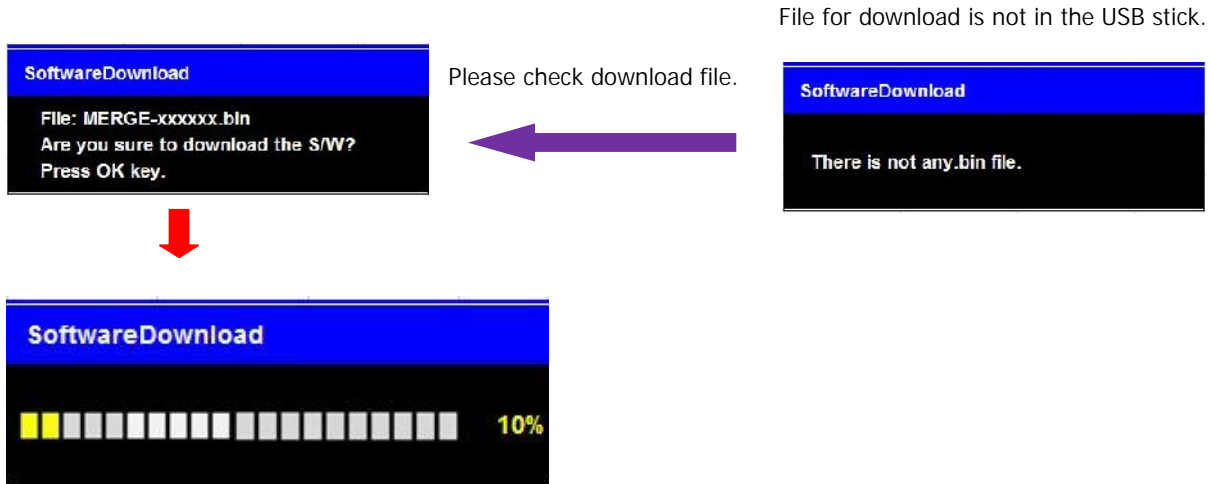 File for download is not in the USB stick.
SoftwareDownload
File: MERGE-xxxxxx.bin
Are you sure to download the S/W?
Press OK key.
Please check download file.
SoftwareDownload
There is not any.bin file.
SoftwareDownload
10%